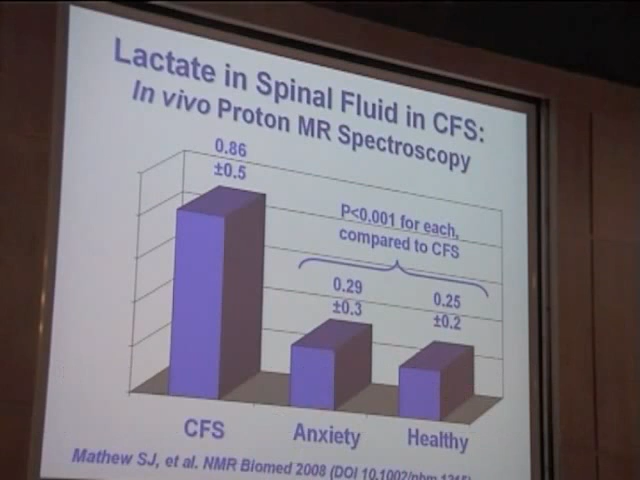 Lactate in Spinal Fluid in CFS:
In vivo Proton MR Spectroscopy
0.86
±0.5
P<0.001 for each,
compared to CFS
0.29
±0.3
0.25
±0.2
CFS
Anxiety
Healthy
Mathew SJ, et al. NMR Biomed 2008 (DOI